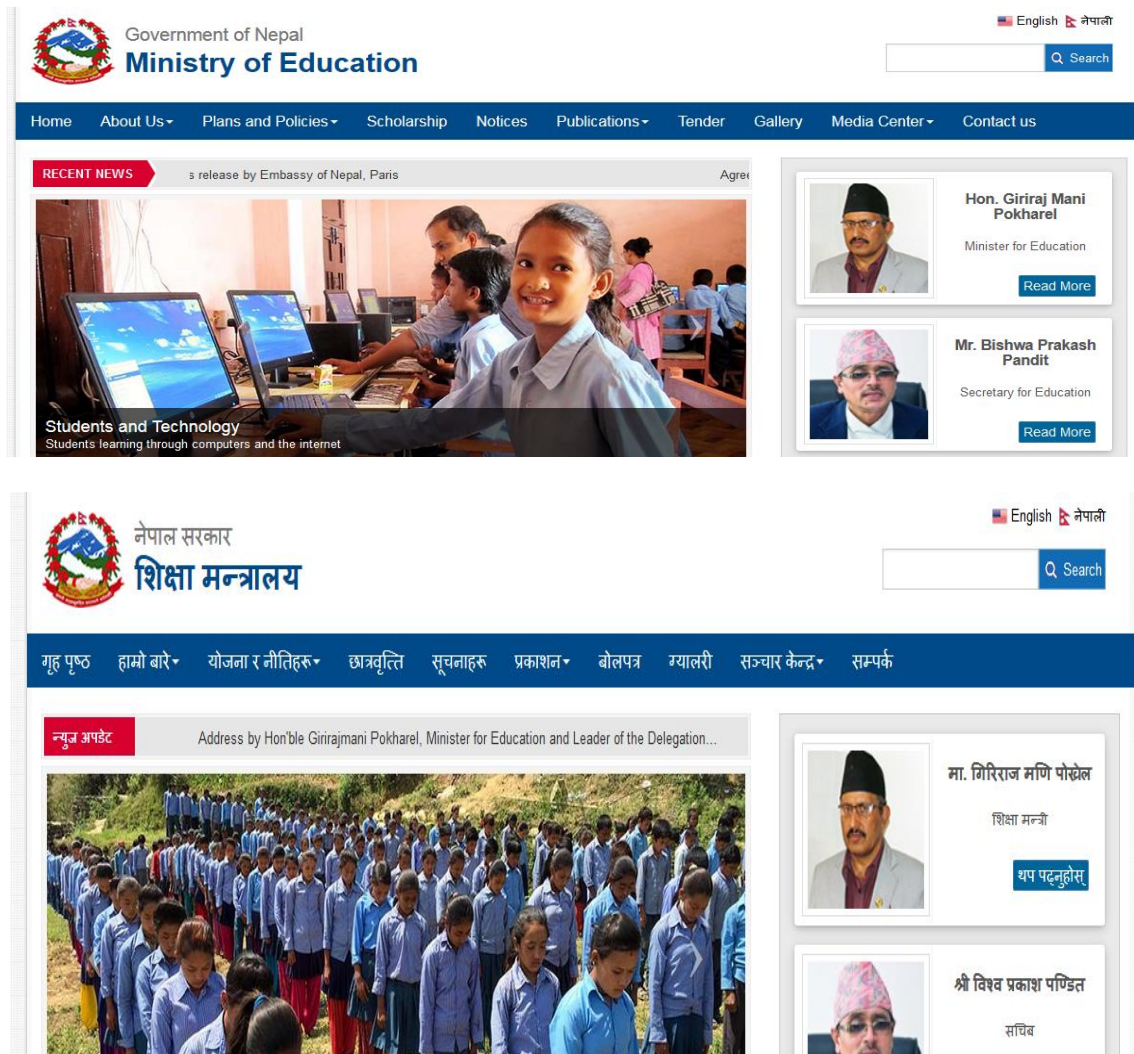 Government of Nepal
Ministry of Education
English नेपाली
Search
Home About Us Plans and Policies Scholarship Notices Publications Tender Gallery Media Center Contact us
RECENT NEWS s release by Embassy of Nepal, Paris Agree
Hon. Giriraj Mani
Pokharel
Minister for Education
Read More
Mr. Bishwa Prakash
Pandit
Secretary for Education
Read More
Students and Technology
Students learning through computers and the internet
नेपाल सरकार
शिक्षा मन्त्रालय
English नेपाली
Search
गृह पृष्ठ हाम्रो बारे योजना र नीतिहरू छात्रवृत्ति सूचनाहरू प्रकाशन बोलपत्र ग्यालरी सञ्चार केन्द्र सम्पर्क
न्युज अपडेट Address by Hon'ble Girirajmani Pokharel, Minister for Education and Leader of the Delegation...
मा. गिरिराज मणि पोख्रेल
शिक्षा मन्त्री
थप पढ्नुहोस्
श्री विश्व प्रकाश पण्डित
सचिब